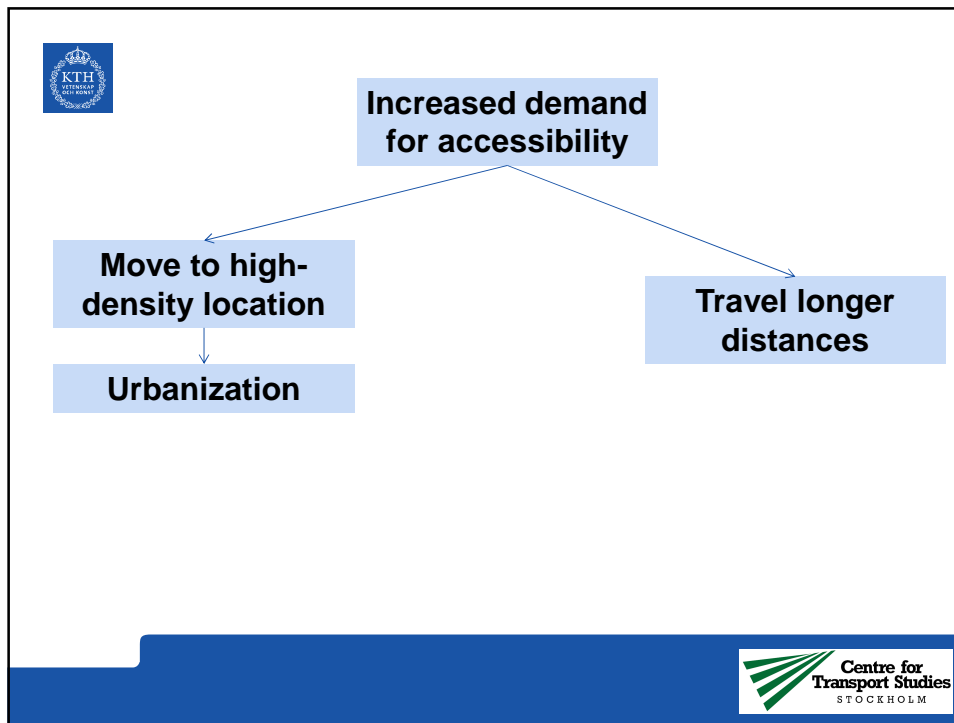 KTH
VETENSKAP
OCH KONST
Increased demand
for accessibility
Move to high-
density location
Travel longer
distances
Urbanization
Centre for
Transport Studies
STOCKHOLM